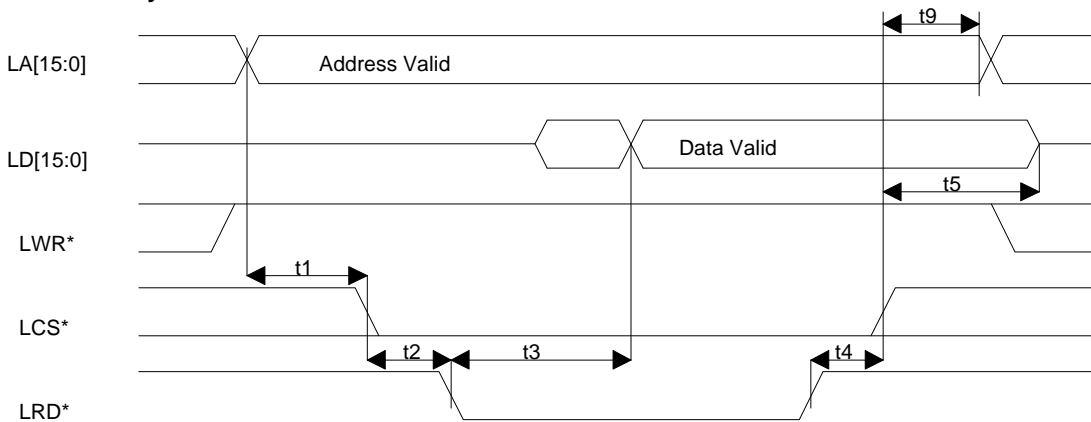 t9
LA[15:0]
Address Valid
LD[15:0]
Data Valid
t5
LWR*
t1
LCS*
t2
t3
t4
LRD*